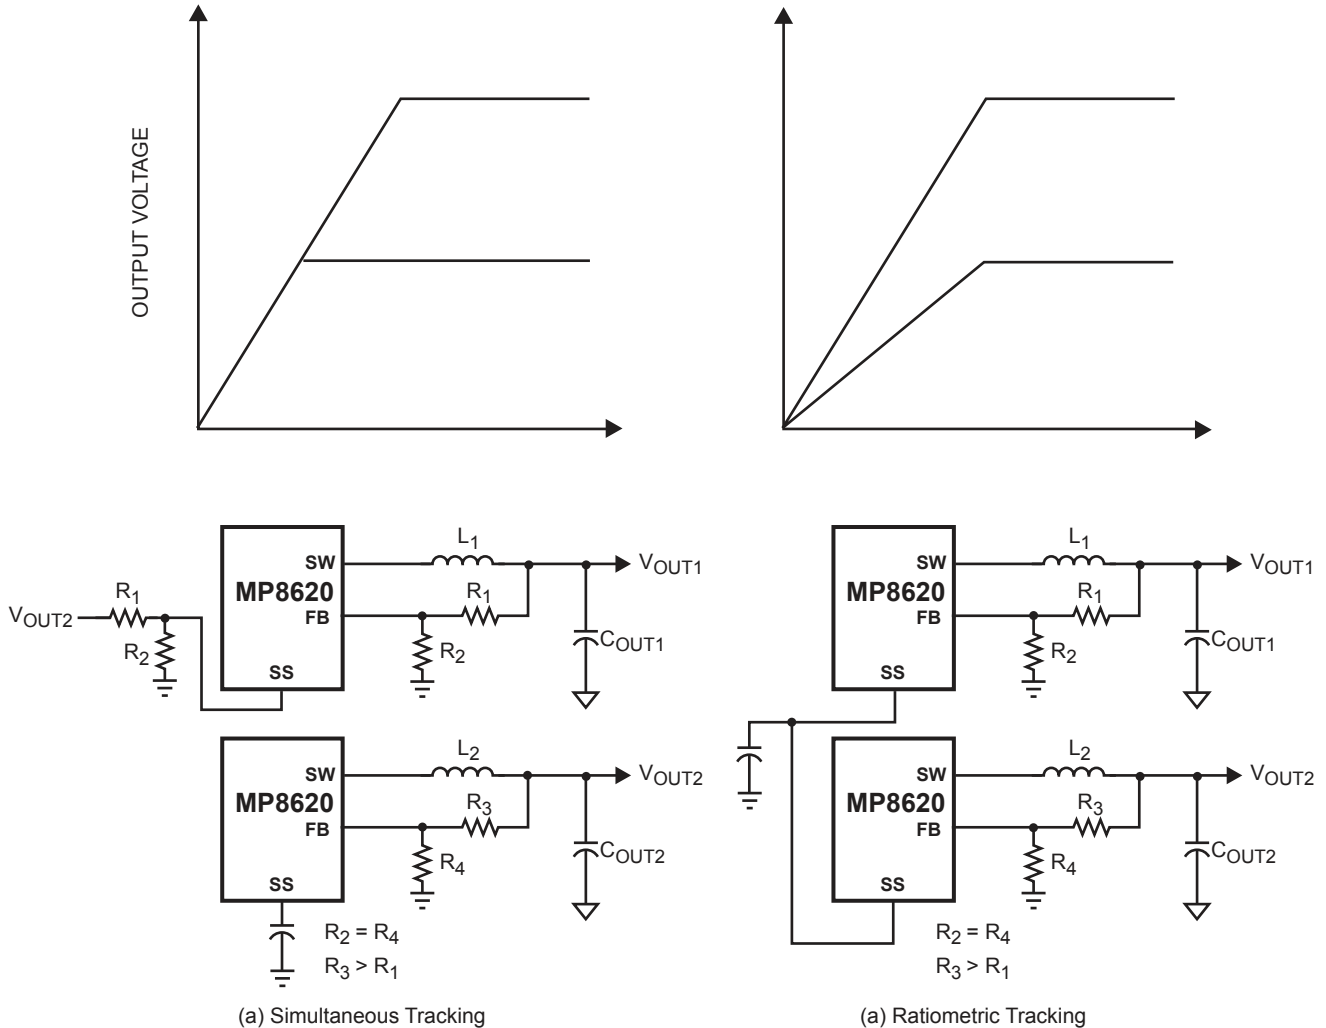 OUTPUT VOLTAGE
L1
SW
VOUT1
MP8620
R1
R1
FB
VOUT2
R2
R2
COUT1
SS
L2
SW
VOUT2
MP8620
R3
FB
COUT2
R4
SS
R2 = R4
R3 > R1
(a) Simultaneous Tracking
L1
SW
VOUT1
MP8620
R1
FB
R2
COUT1
SS
L2
SW
VOUT2
MP8620
R3
FB
COUT2
R4
SS
R2 = R4
R3 > R1
(a) Ratiometric Tracking